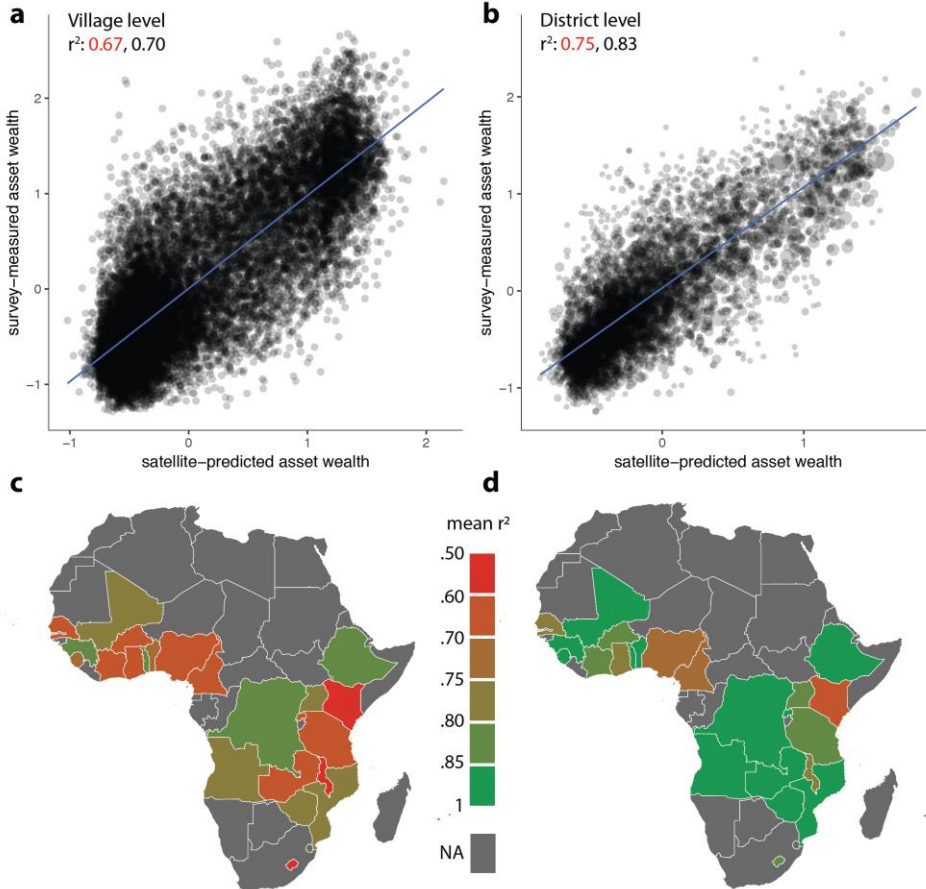 a
Village level
r²: 0.67, 0.70
survey−measured asset wealth
2
1
0
−1
−1
0
1
2
satellite−predicted asset wealth
b
District level
r²: 0.75, 0.83
survey−measured asset wealth
2
1
0
−1
0
1
satellite−predicted asset wealth
c
mean r²
.50
.60
.70
.75
.80
.85
1
NA
d